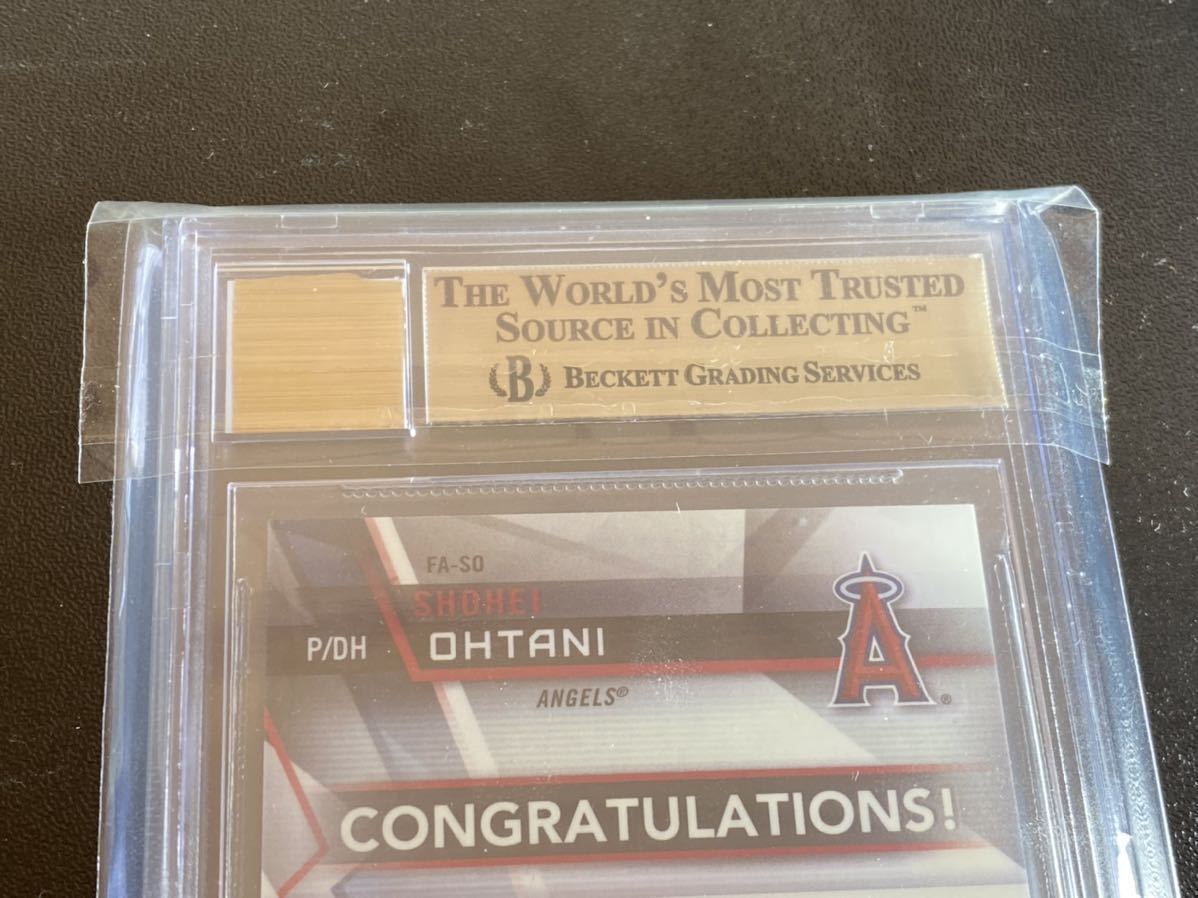 THE WORLD'S MOST TRUSTED
SOURCE IN COLLECTING™
B BECKETT GRADING SERVICES
FA-SO
SHOHEI
P/DH OHTANI
ANGELS®
A®
CONGRATULATIONS!